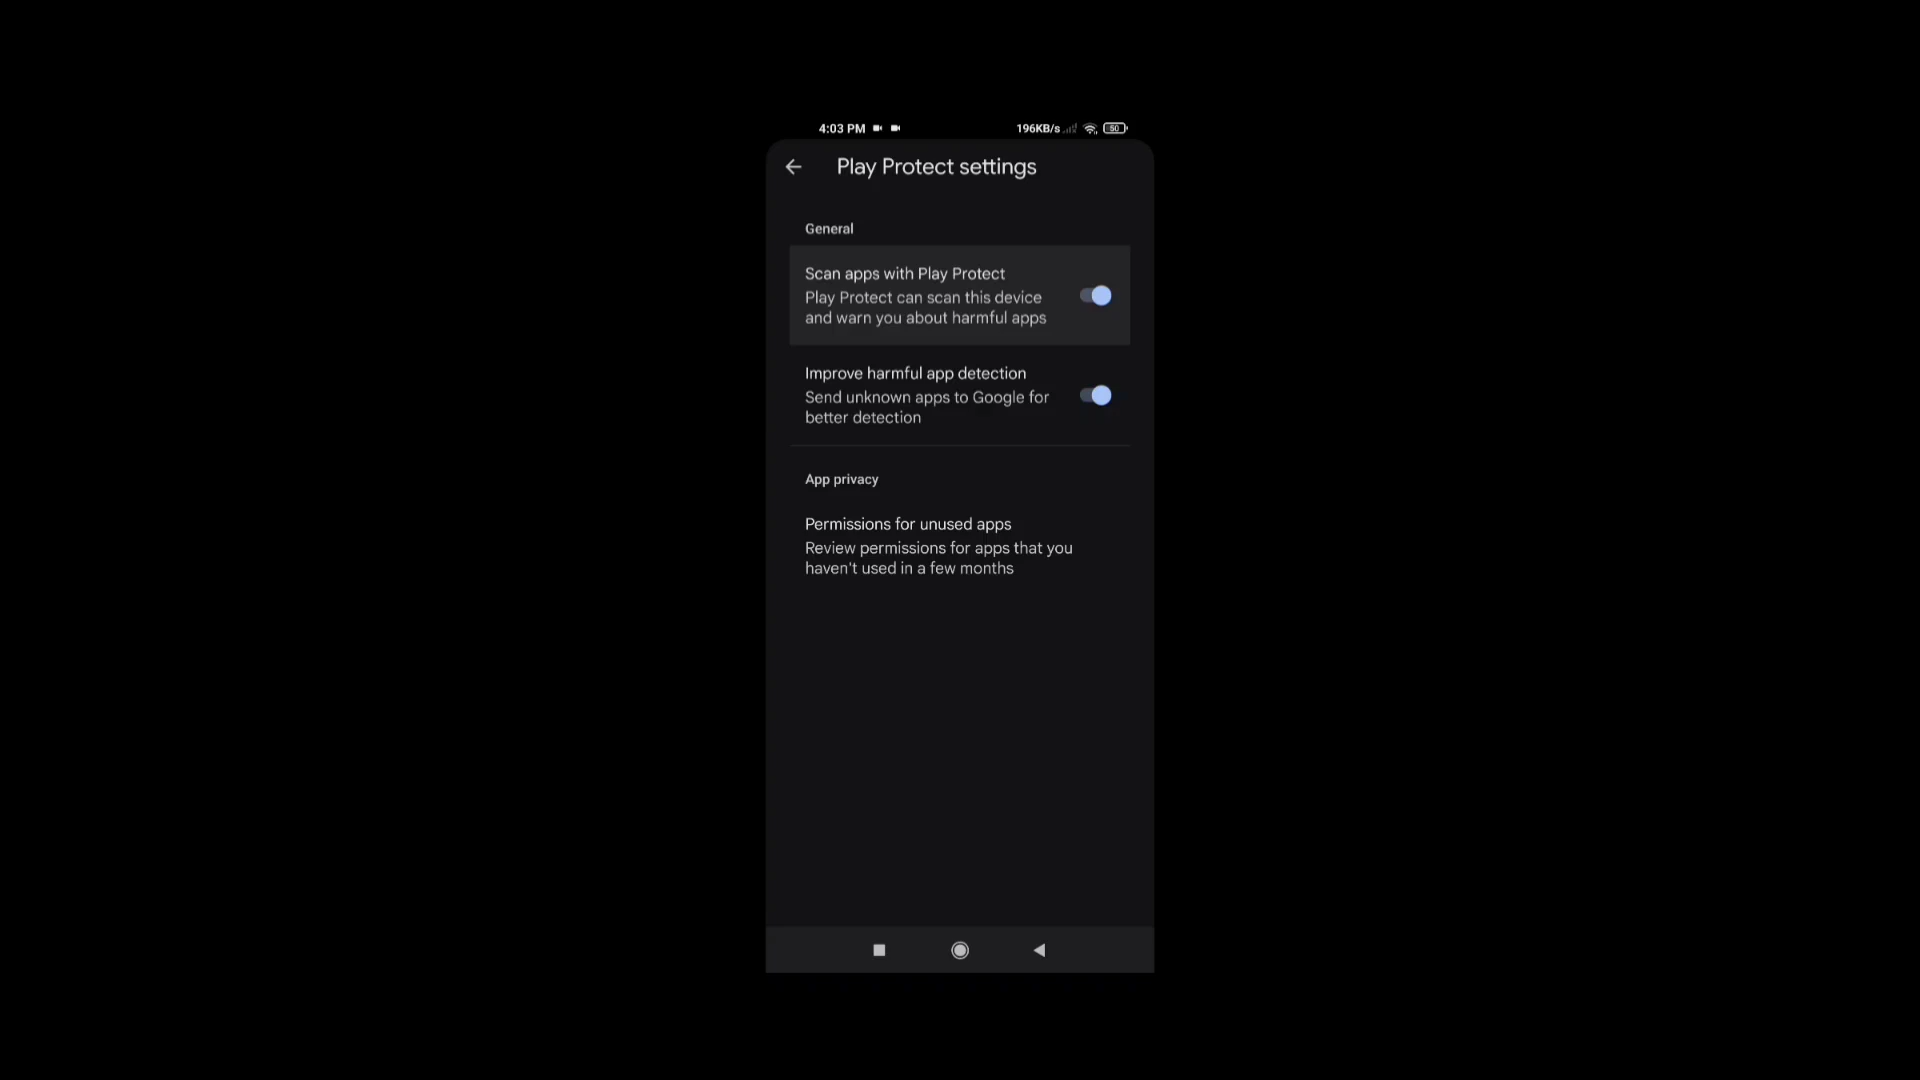 4:03 PM 196KB/s 50
Play Protect settings
General
Scan apps with Play Protect
Play Protect can scan this device
and warn you about harmful apps
Improve harmful app detection
Send unknown apps to Google for
better detection
App privacy
Permissions for unused apps
Review permissions for apps that you
haven't used in a few months